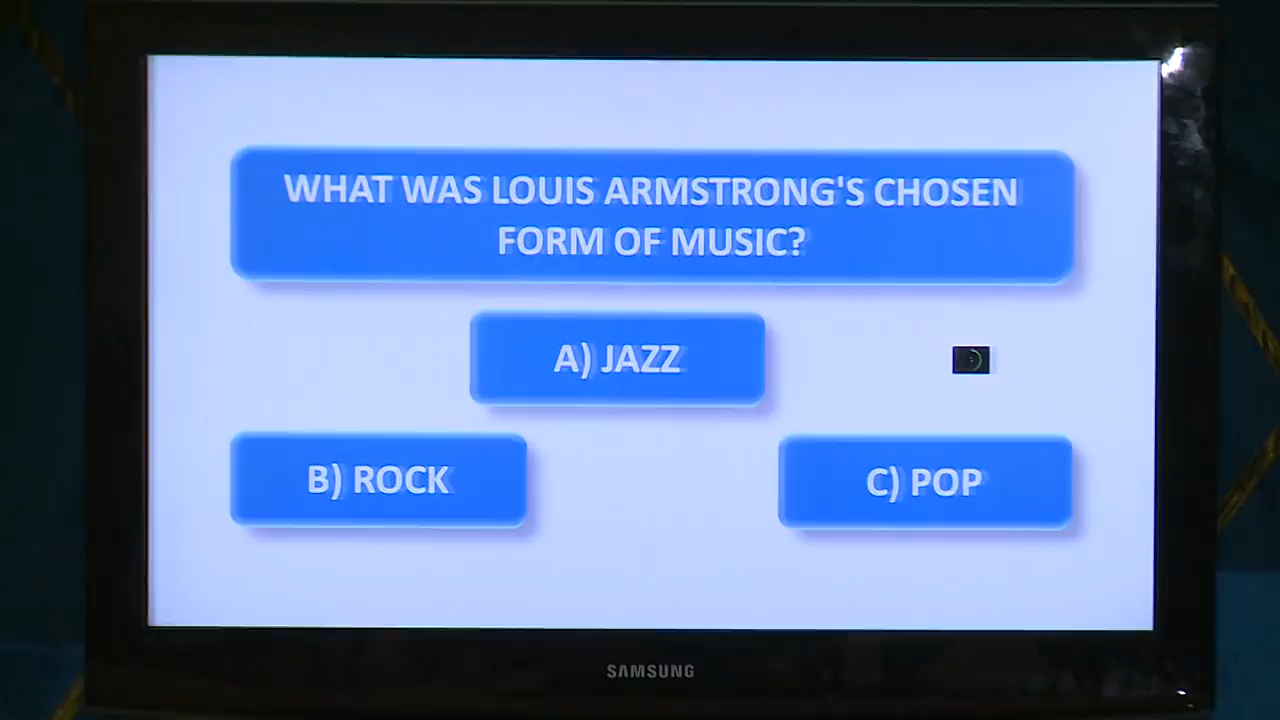 WHAT WAS LOUIS ARMSTRONG'S CHOSEN
FORM OF MUSIC?
A) JAZZ
B) ROCK
C) POP
SAMSUNG